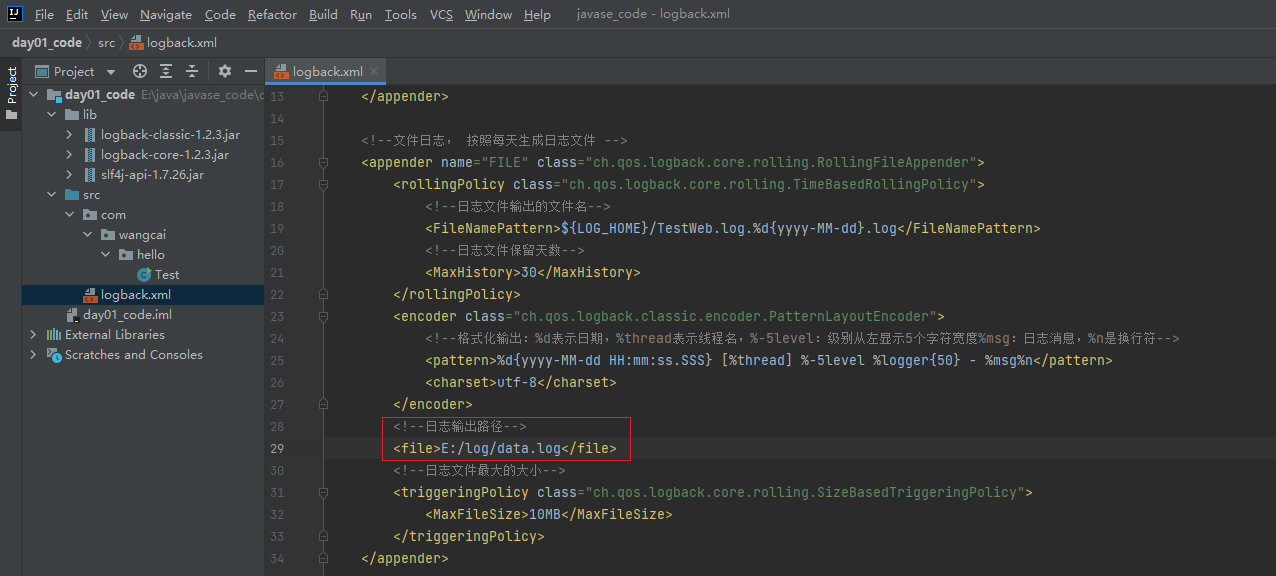 File Edit View Navigate Code Refactor Build Run Tools VCS Window Help javase_code - logback.xml
day01_code src logback.xml
Project
Project
logback.xml
day01_code E:\java\javase_code\
lib
logback-classic-1.2.3.jar
logback-core-1.2.3.jar
slf4j-api-1.7.26.jar
src
com
wangcai
hello
Test
logback.xml
day01_code.iml
External Libraries
Scratches and Consoles
13 </appender>
14
15 <!--文件日志, 按照每天生成日志文件 -->
16 <appender name="FILE" class="ch.qos.logback.core.rolling.RollingFileAppender">
17 <rollingPolicy class="ch.qos.logback.core.rolling.TimeBasedRollingPolicy">
18 <!--日志文件输出的文件名-->
19 <FileNamePattern>${LOG_HOME}/TestWeb.log.%d{yyyy-MM-dd}.log</FileNamePattern>
20 <!--日志文件保留天数-->
21 <MaxHistory>30</MaxHistory>
22 </rollingPolicy>
23 <encoder class="ch.qos.logback.classic.encoder.PatternLayoutEncoder">
24 <!--格式化输出：%d表示日期，%thread表示线程名，%-5level：级别从左显示5个字符宽度%msg：日志消息，%n是换行符-->
25 <pattern>%d{yyyy-MM-dd HH:mm:ss.SSS} [%thread] %-5level %logger{50} - %msg%n</pattern>
26 <charset>utf-8</charset>
27 </encoder>
28 <!--日志输出路径-->
29 <file>E:/log/data.log</file>
30 <!--日志文件最大的大小-->
31 <triggeringPolicy class="ch.qos.logback.core.rolling.SizeBasedTriggeringPolicy">
32 <MaxFileSize>10MB</MaxFileSize>
33 </triggeringPolicy>
34 </appender>